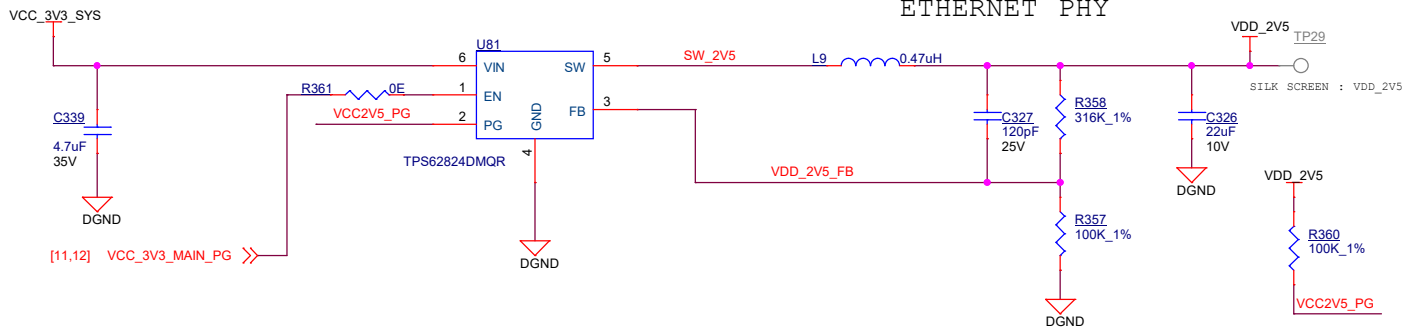 ETHERNET PHY
VCC_3V3_SYS
VDD_2V5
TP29
U81
6
VIN
SW
5
SW_2V5
L9
0.47uH
SILK SCREEN : VDD_2V5
R361
0E
1
EN
FB
3
VCC2V5_PG
2
PG
GND
4
TPS62824DMQR
C339
4.7uF
35V
DGND
C327
120pF
25V
R358
316K_1%
C326
22uF
10V
DGND
VDD_2V5_FB
VDD_2V5
R357
100K_1%
R360
100K_1%
[11,12] VCC_3V3_MAIN_PG
DGND
VCC2V5_PG
DGND